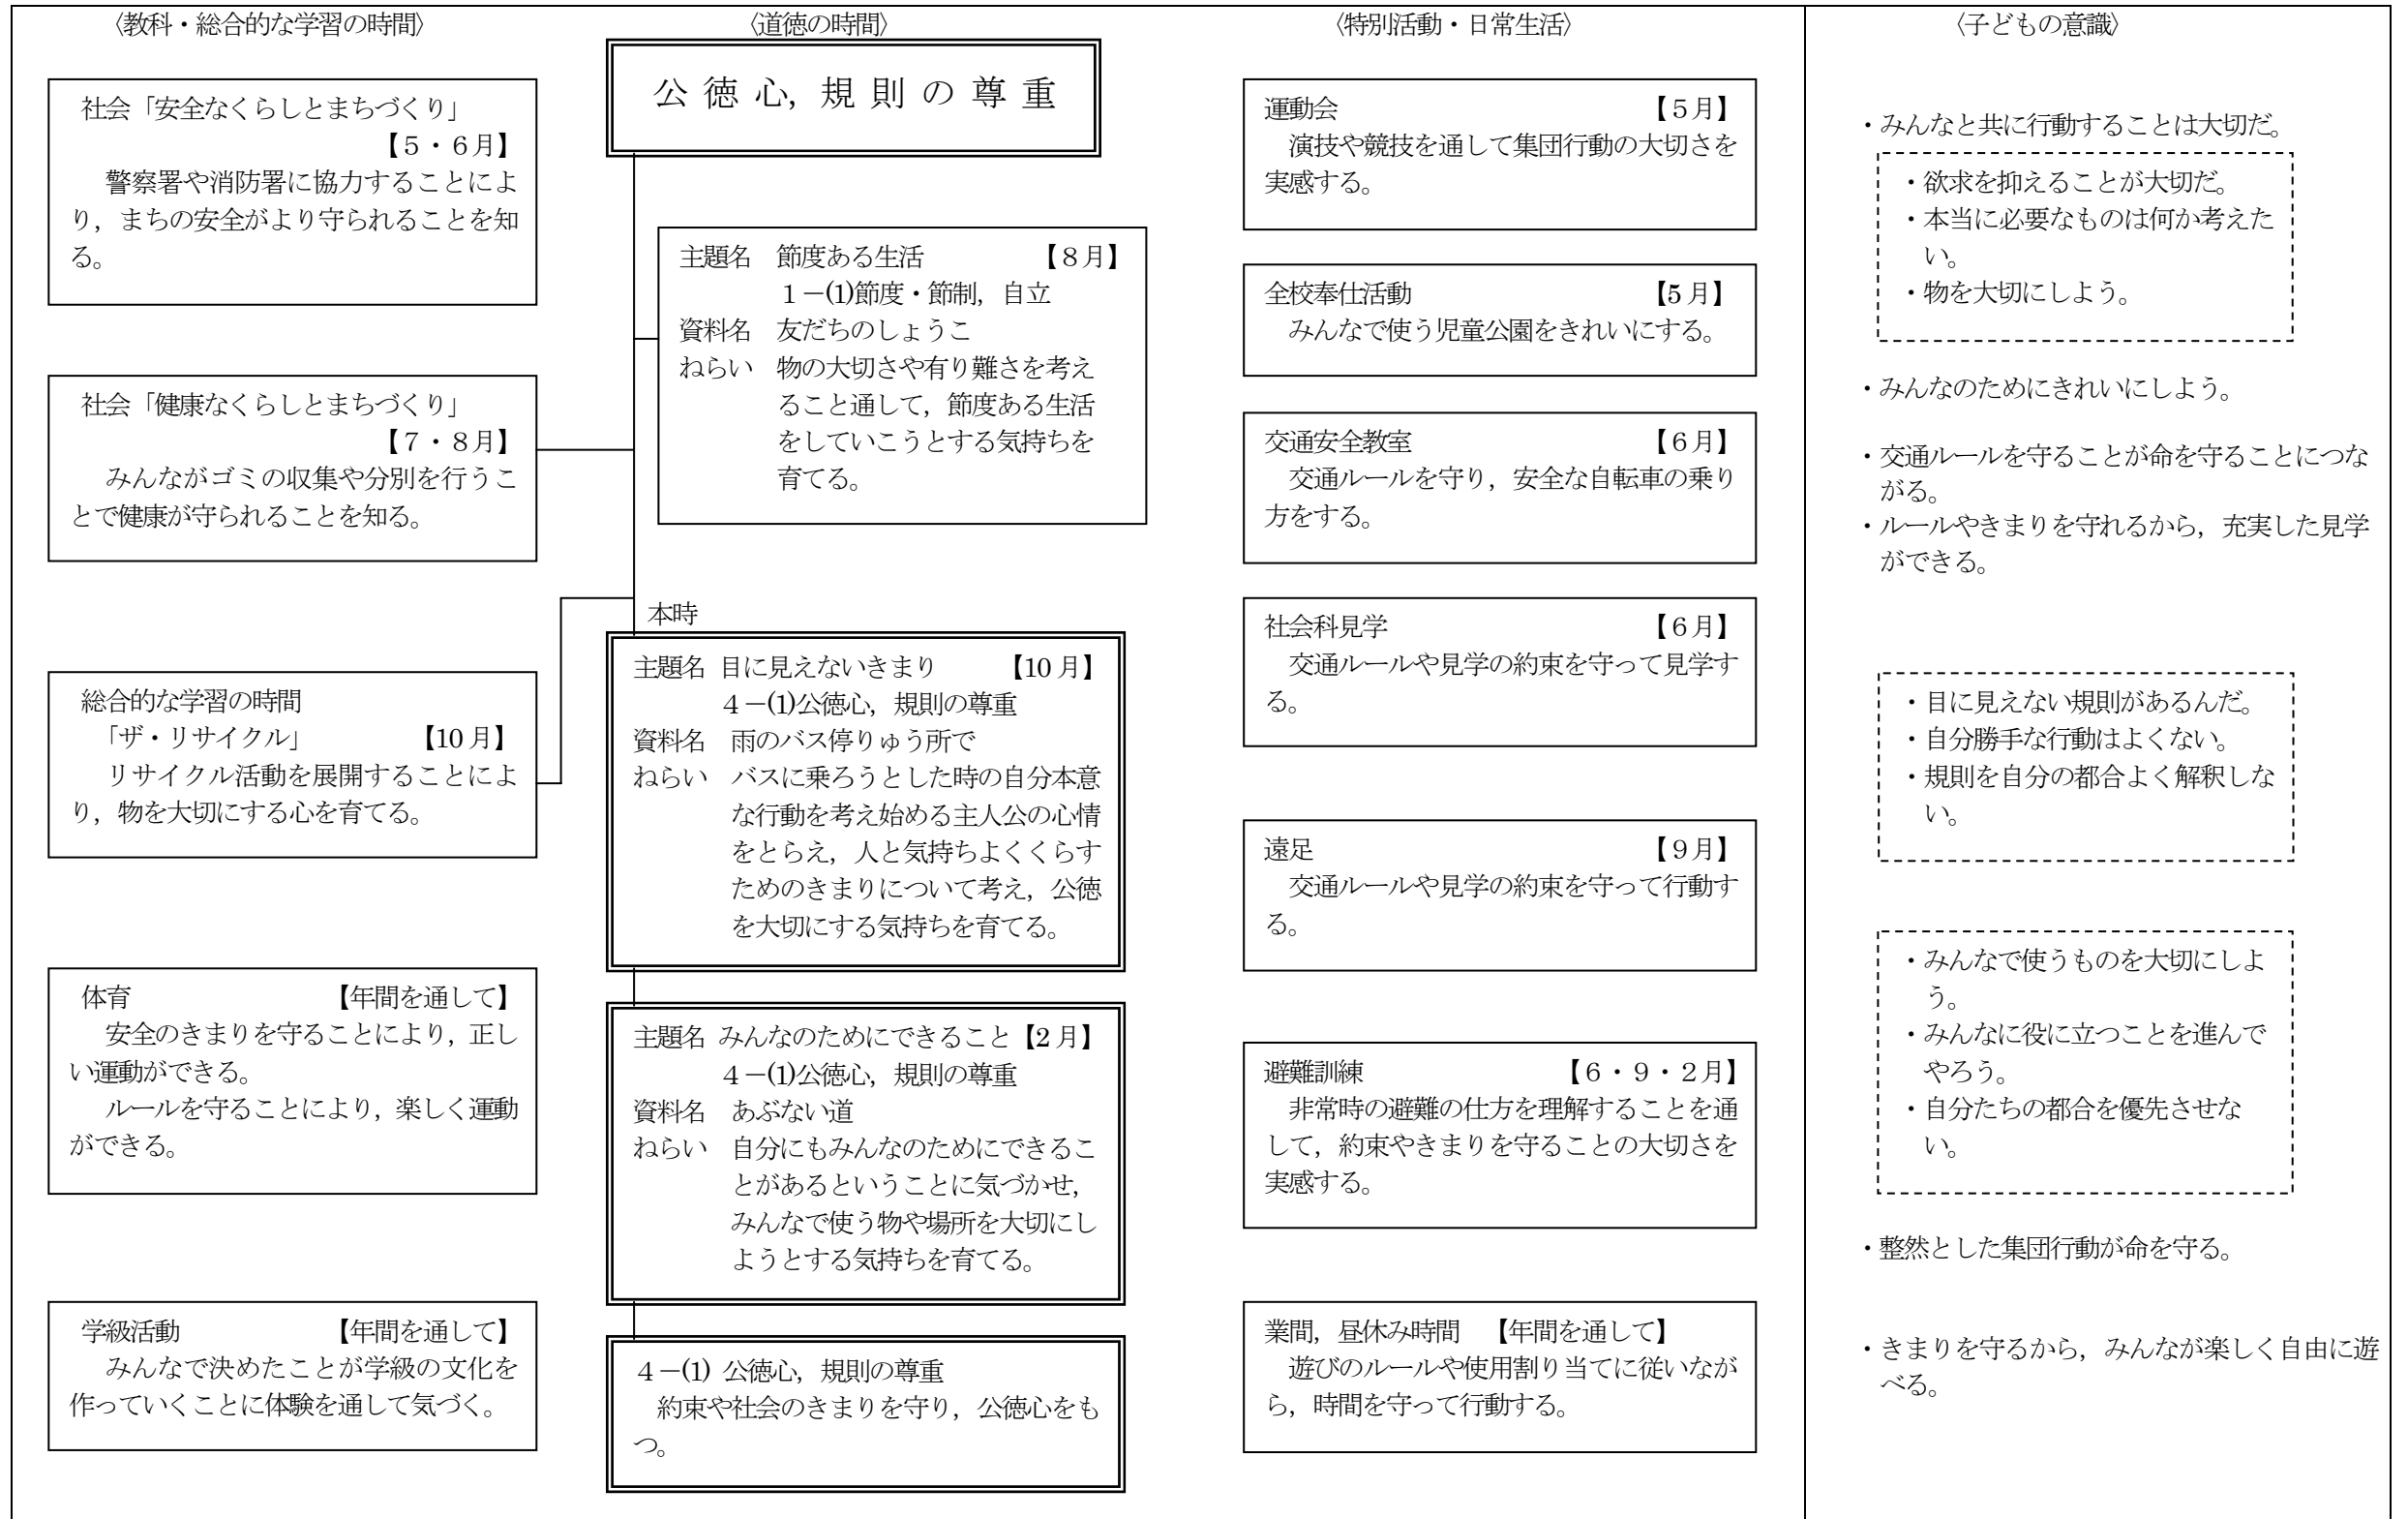 〈教科・総合的な学習の時間〉
社会「安全なくらしとまちづくり」
【５・６月】
警察署や消防署に協力することによ
り，まちの安全がより守られることを知
る。
社会「健康なくらしとまちづくり」
【７・８月】
みんながゴミの収集や分別を行うこ
とで健康が守られることを知る。
総合的な学習の時間
「ザ・リサイクル」　【10月】
リサイクル活動を展開することによ
り，物を大切にする心を育てる。
体育　【年間を通して】
安全のきまりを守ることにより，正し
い運動ができる。
ルールを守ることにより，楽しく運動
ができる。
学級活動　【年間を通して】
みんなで決めたことが学級の文化を
作っていくことに体験を通して気づく。
〈道徳の時間〉
公徳心，規則の尊重
主題名　節度ある生活　【８月】
１－(1)節度・節制，自立
資料名　友だちのしょうこ
ねらい　物の大切さや有り難さを考え
ること通して，節度ある生活
をしていこうとする気持ちを
育てる。
本時
主題名　目に見えないきまり　【10月】
４－(1)公徳心，規則の尊重
資料名　雨のバス停りゅう所で
ねらい　バスに乗ろうとした時の自分本意
な行動を考え始める主人公の心情
をとらえ，人と気持ちよくくらす
ためのきまりについて考え，公徳
を大切にする気持ちを育てる。
主題名　みんなのためにできること【2月】
４－(1)公徳心，規則の尊重
資料名　あぶない道
ねらい　自分にもみんなのためにできるこ
とがあるということに気づかせ，
みんなで使う物や場所を大切にし
ようとする気持ちを育てる。
４－(1) 公徳心，規則の尊重
約束や社会のきまりを守り，公徳心をも
つ。
〈特別活動・日常生活〉
運動会　【５月】
演技や競技を通して集団行動の大切さを
実感する。
全校奉仕活動　【5月】
みんなで使う児童公園をきれいにする。
交通安全教室　【６月】
交通ルールを守り，安全な自転車の乗り
方をする。
社会科見学　【６月】
交通ルールや見学の約束を守って見学す
る。
遠足　【９月】
交通ルールや見学の約束を守って行動す
る。
避難訓練　【６・９・２月】
非常時の避難の仕方を理解することを通
して，約束やきまりを守ることの大切さを
実感する。
業間，昼休み時間　【年間を通して】
遊びのルールや使用割り当てに従いなが
ら，時間を守って行動する。
〈子どもの意識〉
・みんなと共に行動することは大切だ。
・欲求を抑えることが大切だ。
・本当に必要なものは何か考えた
い。
・物を大切にしよう。
・みんなのためにきれいにしよう。
・交通ルールを守ることが命を守ることにつな
がる。
・ルールやきまりを守れるから，充実した見学
ができる。
・目に見えない規則があるんだ。
・自分勝手な行動はよくない。
・規則を自分の都合よく解釈しな
い。
・みんなで使うものを大切にしよ
う。
・みんなに役に立つことを進んで
やろう。
・自分たちの都合を優先させな
い。
・整然とした集団行動が命を守る。
・きまりを守るから，みんなが楽しく自由に遊
べる。